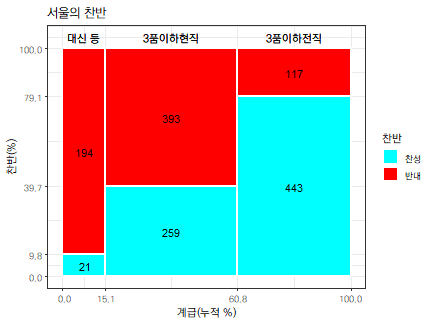 서울의 찬반
대신 등
3품이하현직
3품이하전직
100.0
79.1
39.7
9.8
0.0
찬반(%)
194
393
117
21
259
443
0.0
15.1
60.8
100.0
계급(누적 %)
찬반
찬성
반대